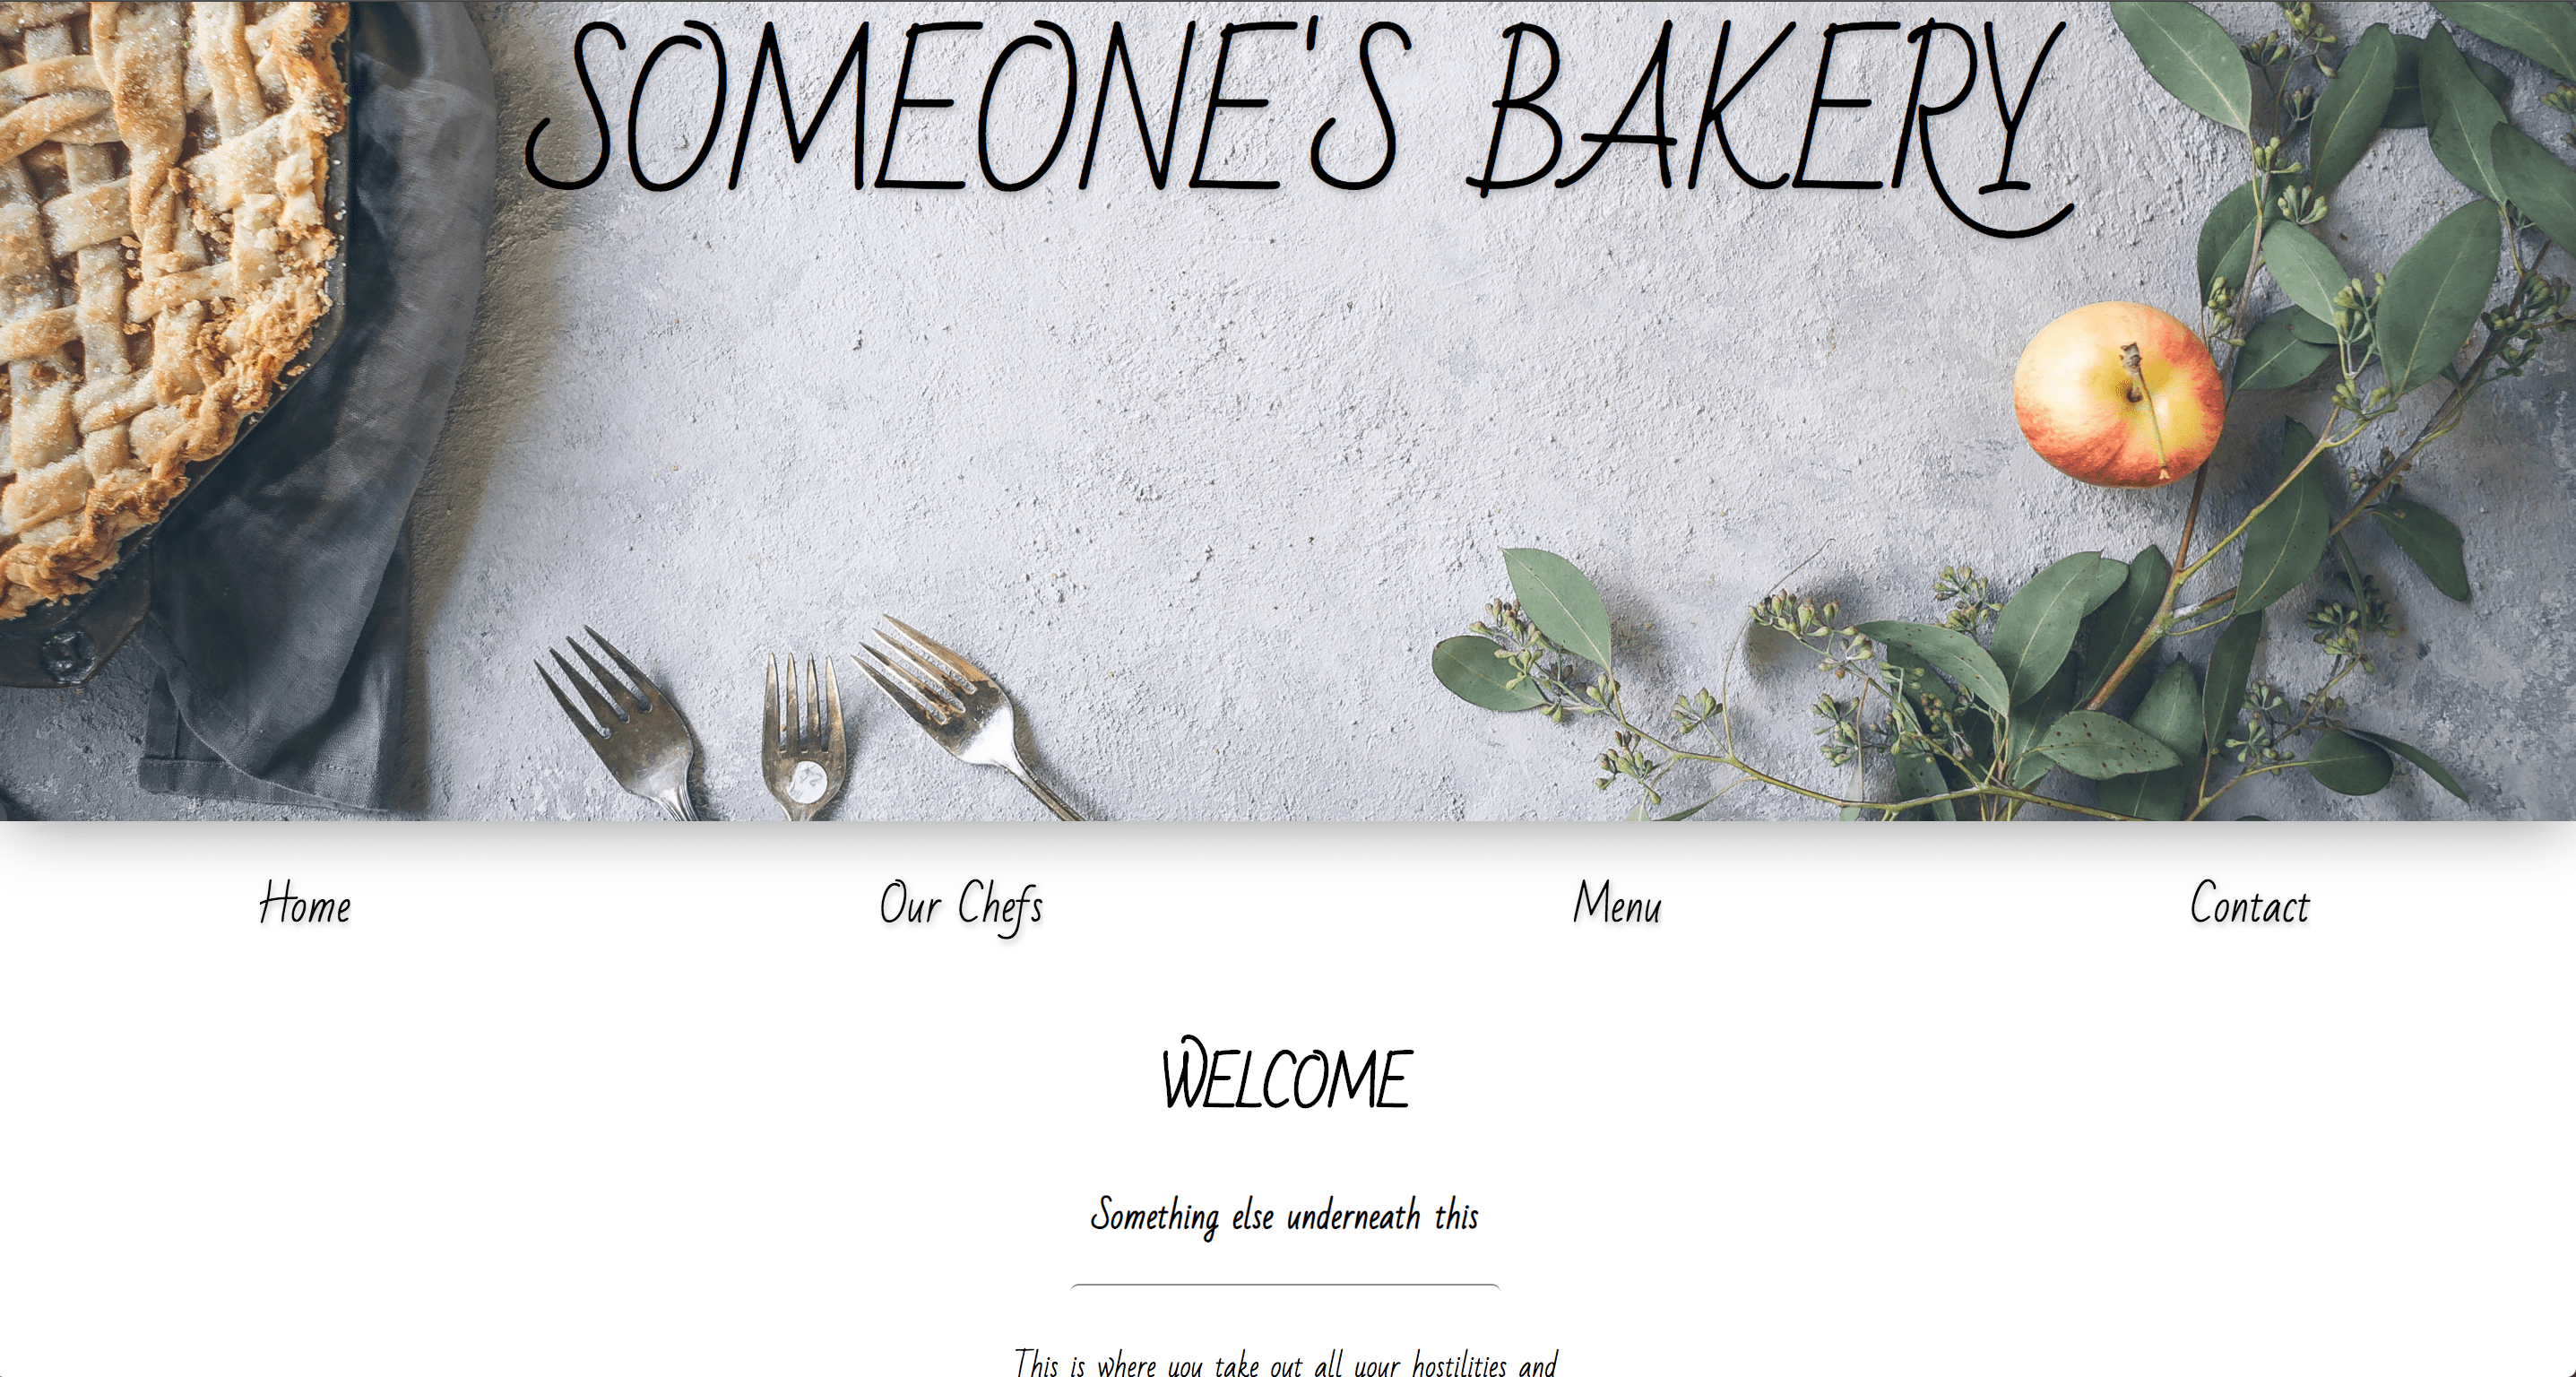 SOMEONE'S BAKERY
Home Our Chefs Menu Contact
WELCOME
Something else underneath this
This is where you take out all your hostilities and